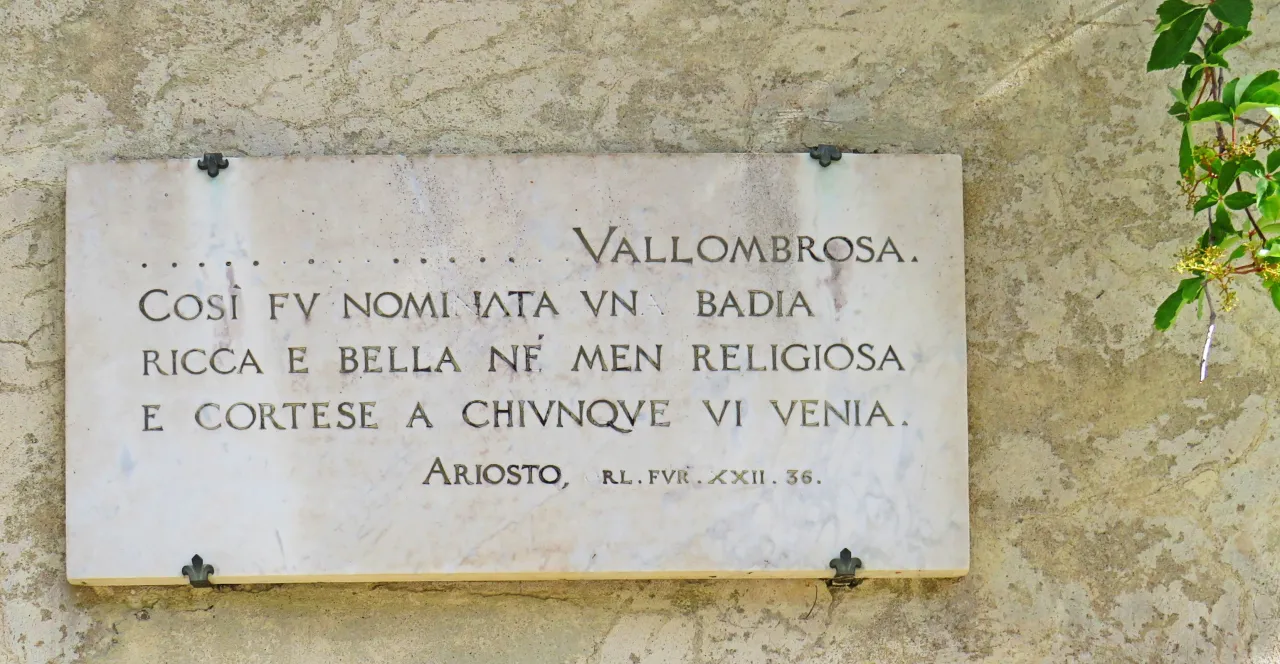 . . . . . . . . . . . . . . VALLOMBROSA.
COSÌ FV NOMINATA VN BADIA
RICCA E BELLA NÉ MEN RELIGIOSA
E CORTESE A CHIVNQVE VI VENIA.
ARIOSTO, RL. FVR. XXII. 36.